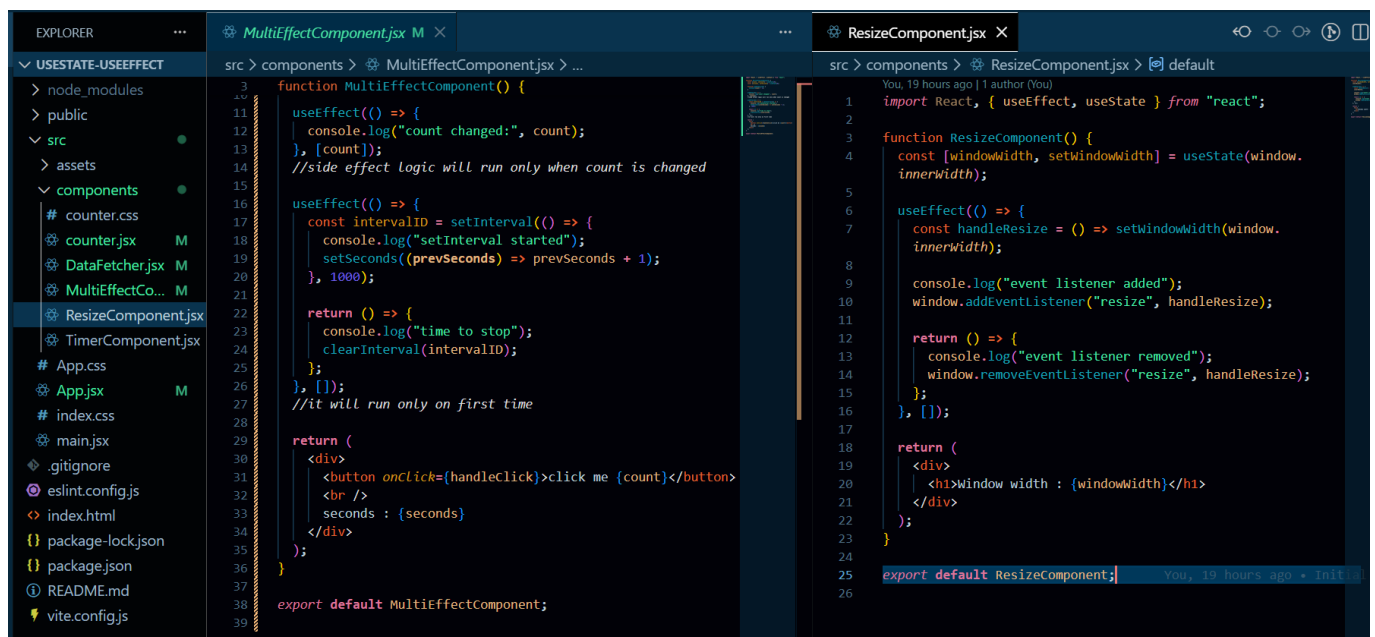 EXPLORER ...
USESTATE-USEEFFECT
node_modules
public
src
assets
components
# counter.css
counter.jsx M
DataFetcher.jsx M
MultiEffectCo... M
ResizeComponent.jsx
TimerComponent.jsx
# App.css
App.jsx M
# index.css
main.jsx
.gitignore
eslint.config.js
<> index.html
{} package-lock.json
{} package.json
README.md
vite.config.js
MultiEffectComponent.jsx M ×
...
src > components > MultiEffectComponent.jsx > ...
3 function MultiEffectComponent() {
10
11 useEffect(() => {
12 console.log("count changed:", count);
13 }, [count]);
14 //side effect logic will run only when count is changed
15
16 useEffect(() => {
17 const intervalID = setInterval(() => {
18 console.log("setInterval started");
19 setSeconds((prevSeconds) => prevSeconds + 1);
20 }, 1000);
21
22 return () => {
23 console.log("time to stop");
24 clearInterval(intervalID);
25 };
26 }, []);
27 //it will run only on first time
28
29 return (
30 <div>
31 <button onClick={handleClick}>click me {count}</button>
32 <br />
33 seconds : {seconds}
34 </div>
35 );
36 }
37
38 export default MultiEffectComponent;
39
ResizeComponent.jsx ×
src > components > ResizeComponent.jsx > default
You, 19 hours ago | 1 author (You)
1 import React, { useEffect, useState } from "react";
2
3 function ResizeComponent() {
4 const [windowWidth, setWindowWidth] = useState(window.
innerWidth);
5
6 useEffect(() => {
7 const handleResize = () => setWindowWidth(window.
innerWidth);
8
9 console.log("event listener added");
10 window.addEventListener("resize", handleResize);
11
12 return () => {
13 console.log("event listener removed");
14 window.removeEventListener("resize", handleResize);
15 };
16 }, []);
17
18 return (
19 <div>
20 <h1>Window width : {windowWidth}</h1>
21 </div>
22 );
23 }
24
25 export default ResizeComponent; You, 19 hours ago • Initial
26